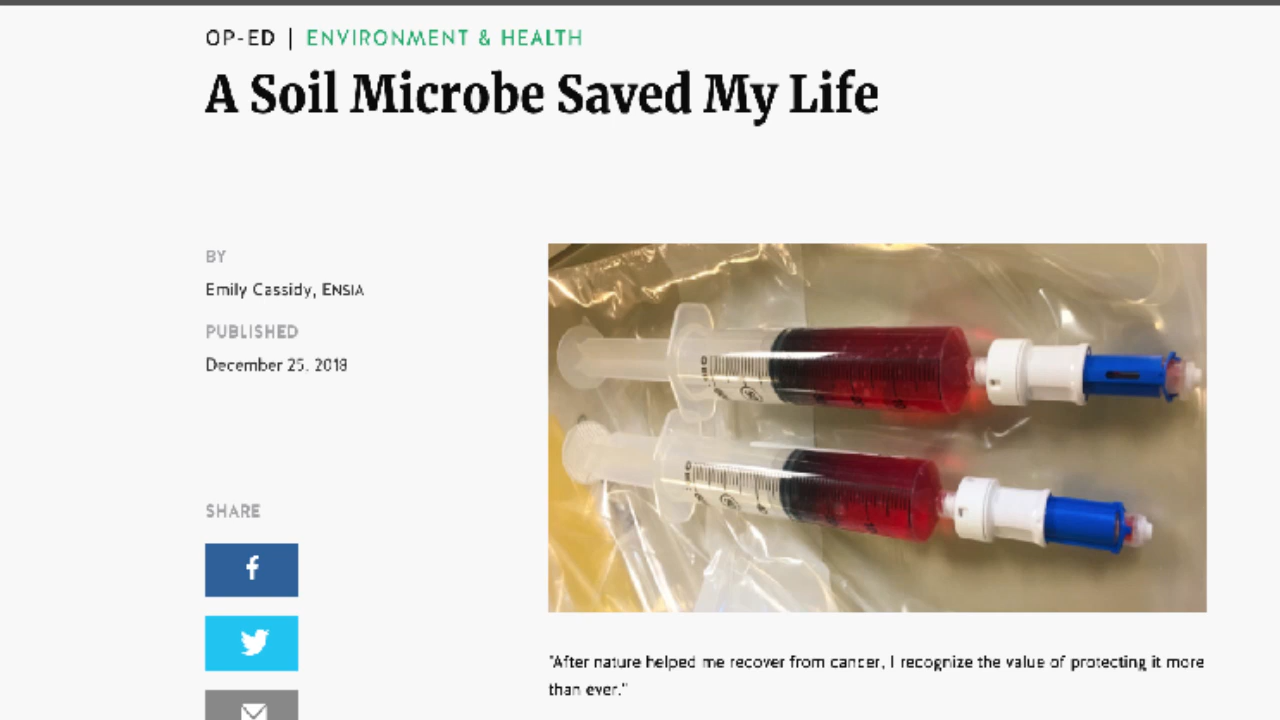 OP-ED | ENVIRONMENT & HEALTH
A Soil Microbe Saved My Life
BY
Emily Cassidy, ENSIA
PUBLISHED
December 25, 2018
SHARE
"After nature helped me recover from cancer, I recognize the value of protecting it more
than ever."